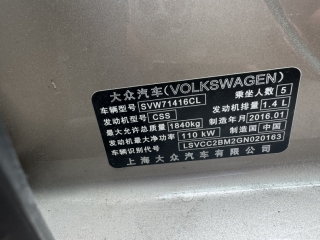 大众汽车(VOLKSWAGEN)
车辆型号 SVW71416CL 乘坐人数 5
发动机型号 CSS 发动机排量 1.4 L
最大允许总质量 1840kg 制造年月 2016.01
发动机最大净功率 110 kW 制造国 中国
车辆识别代号 LSVCC2BM2GN020163
上海大众汽车有限公司